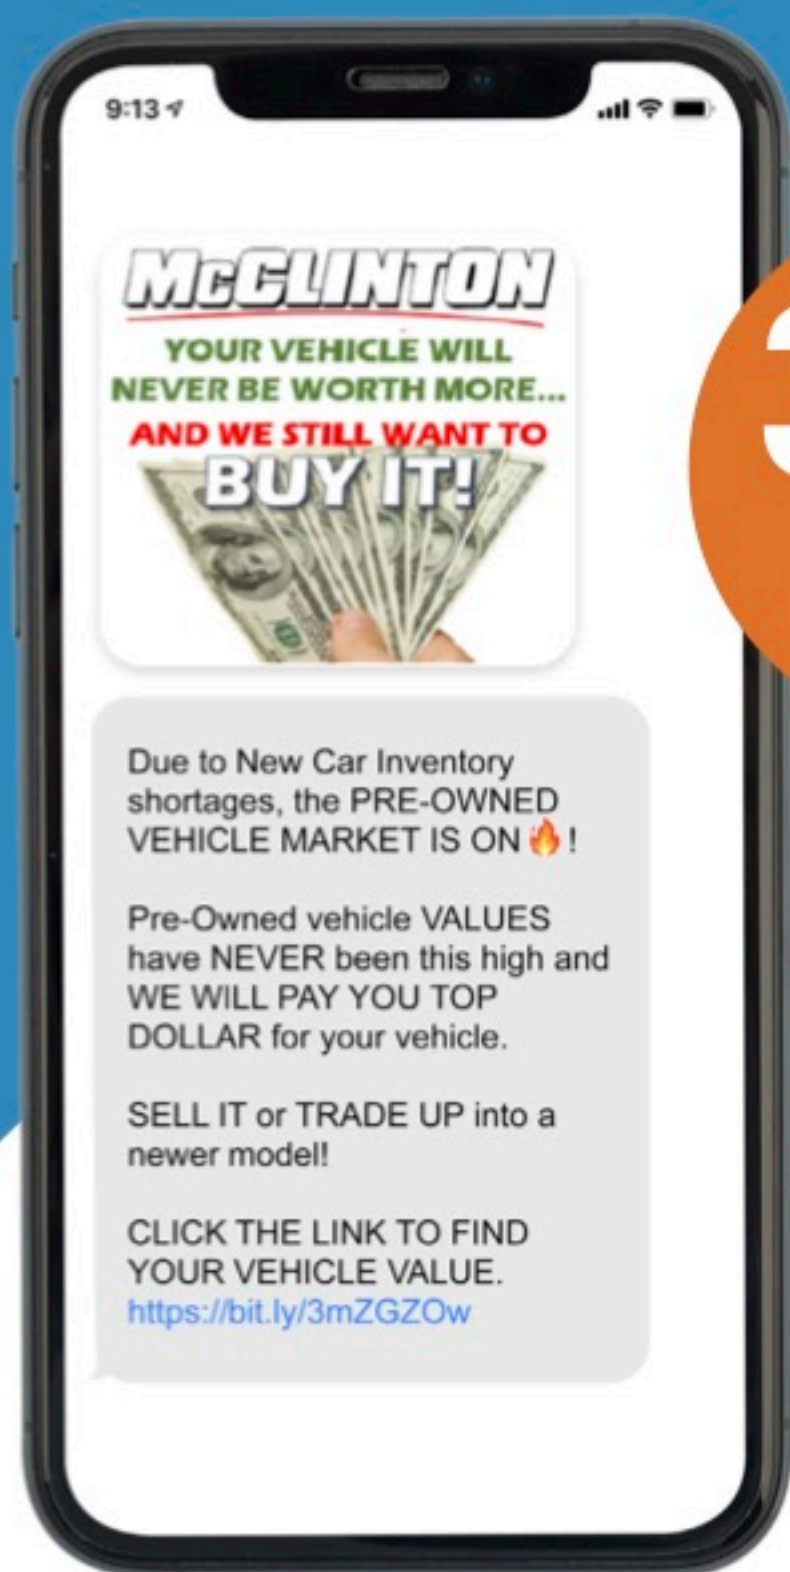 9:13
McCLINTON
YOUR VEHICLE WILL
NEVER BE WORTH MORE...
AND WE STILL WANT TO
BUY IT!
Due to New Car Inventory
shortages, the PRE-OWNED
VEHICLE MARKET IS ON 🔥!
Pre-Owned vehicle VALUES
have NEVER been this high and
WE WILL PAY YOU TOP
DOLLAR for your vehicle.
SELL IT or TRADE UP into a
newer model!
CLICK THE LINK TO FIND
YOUR VEHICLE VALUE.
https://bit.ly/3mZGZOw